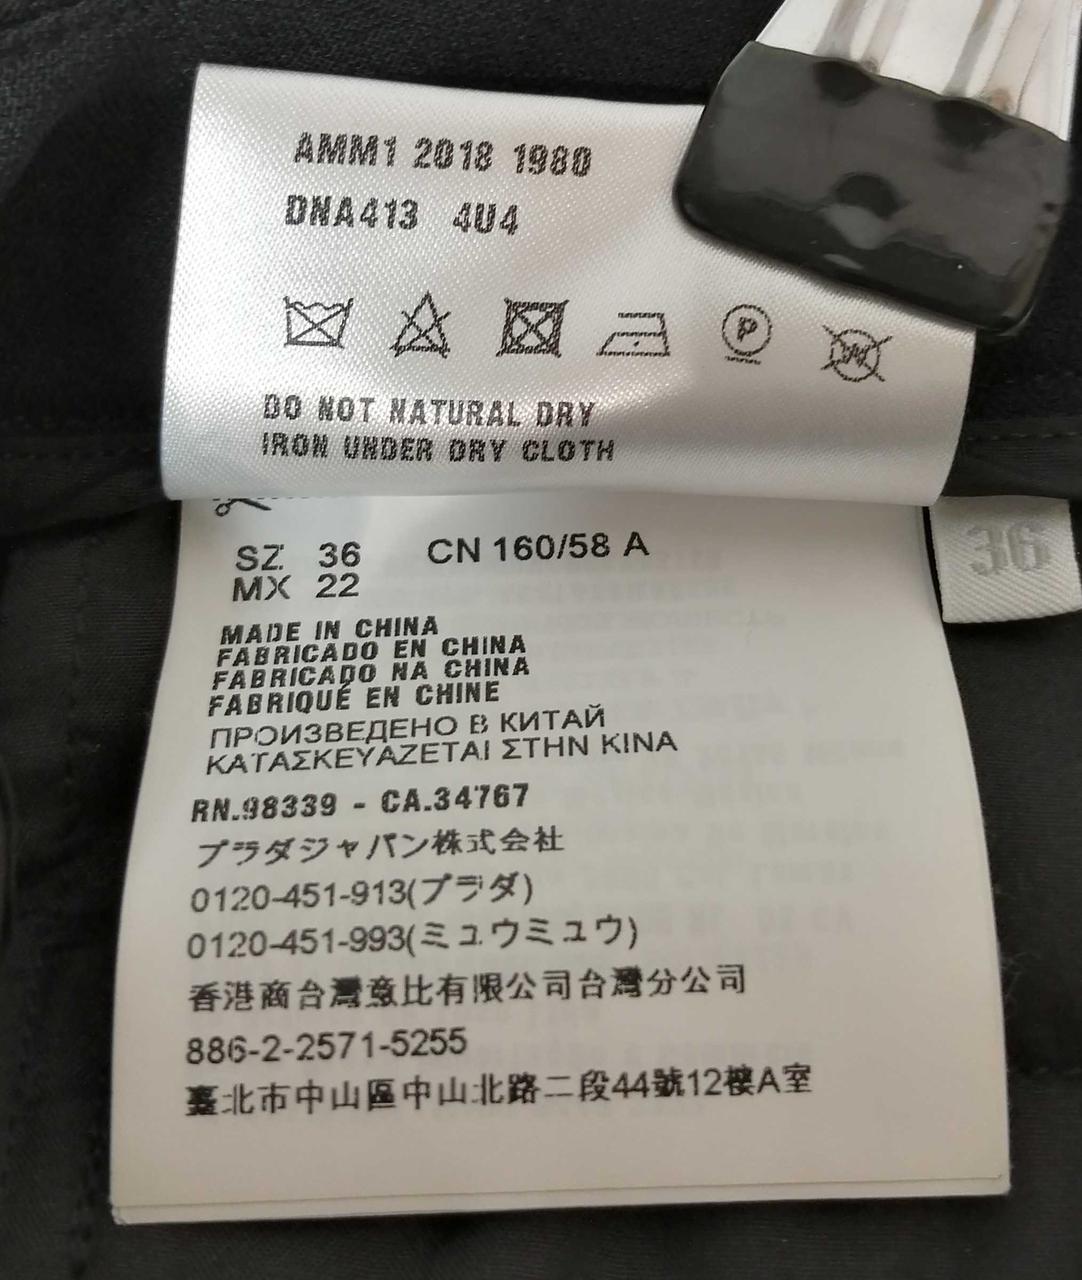 AMM1 2018 1980
DNA413 4U4
P
W
DO NOT NATURAL DRY
IRON UNDER DRY CLOTH
36
SZ 36 CN 160/58 A
MX 22
MADE IN CHINA
FABRICADO EN CHINA
FABRICADO NA CHINA
FABRIQUÉ EN CHINE
ПРОИЗВЕДЕНО В КИТАЙ
ΚΑΤΑΣΚΕΥΑΖΕΤΑΙ ΣΤΗΝ ΚΙΝΑ
RN.98339 - CA.34767
プラダジャパン株式会社
0120-451-913(プラダ)
0120-451-993(ミュウミュウ)
香港商台灣意比有限公司台灣分公司
886-2-2571-5255
臺北市中山區中山北路二段44號12樓A室